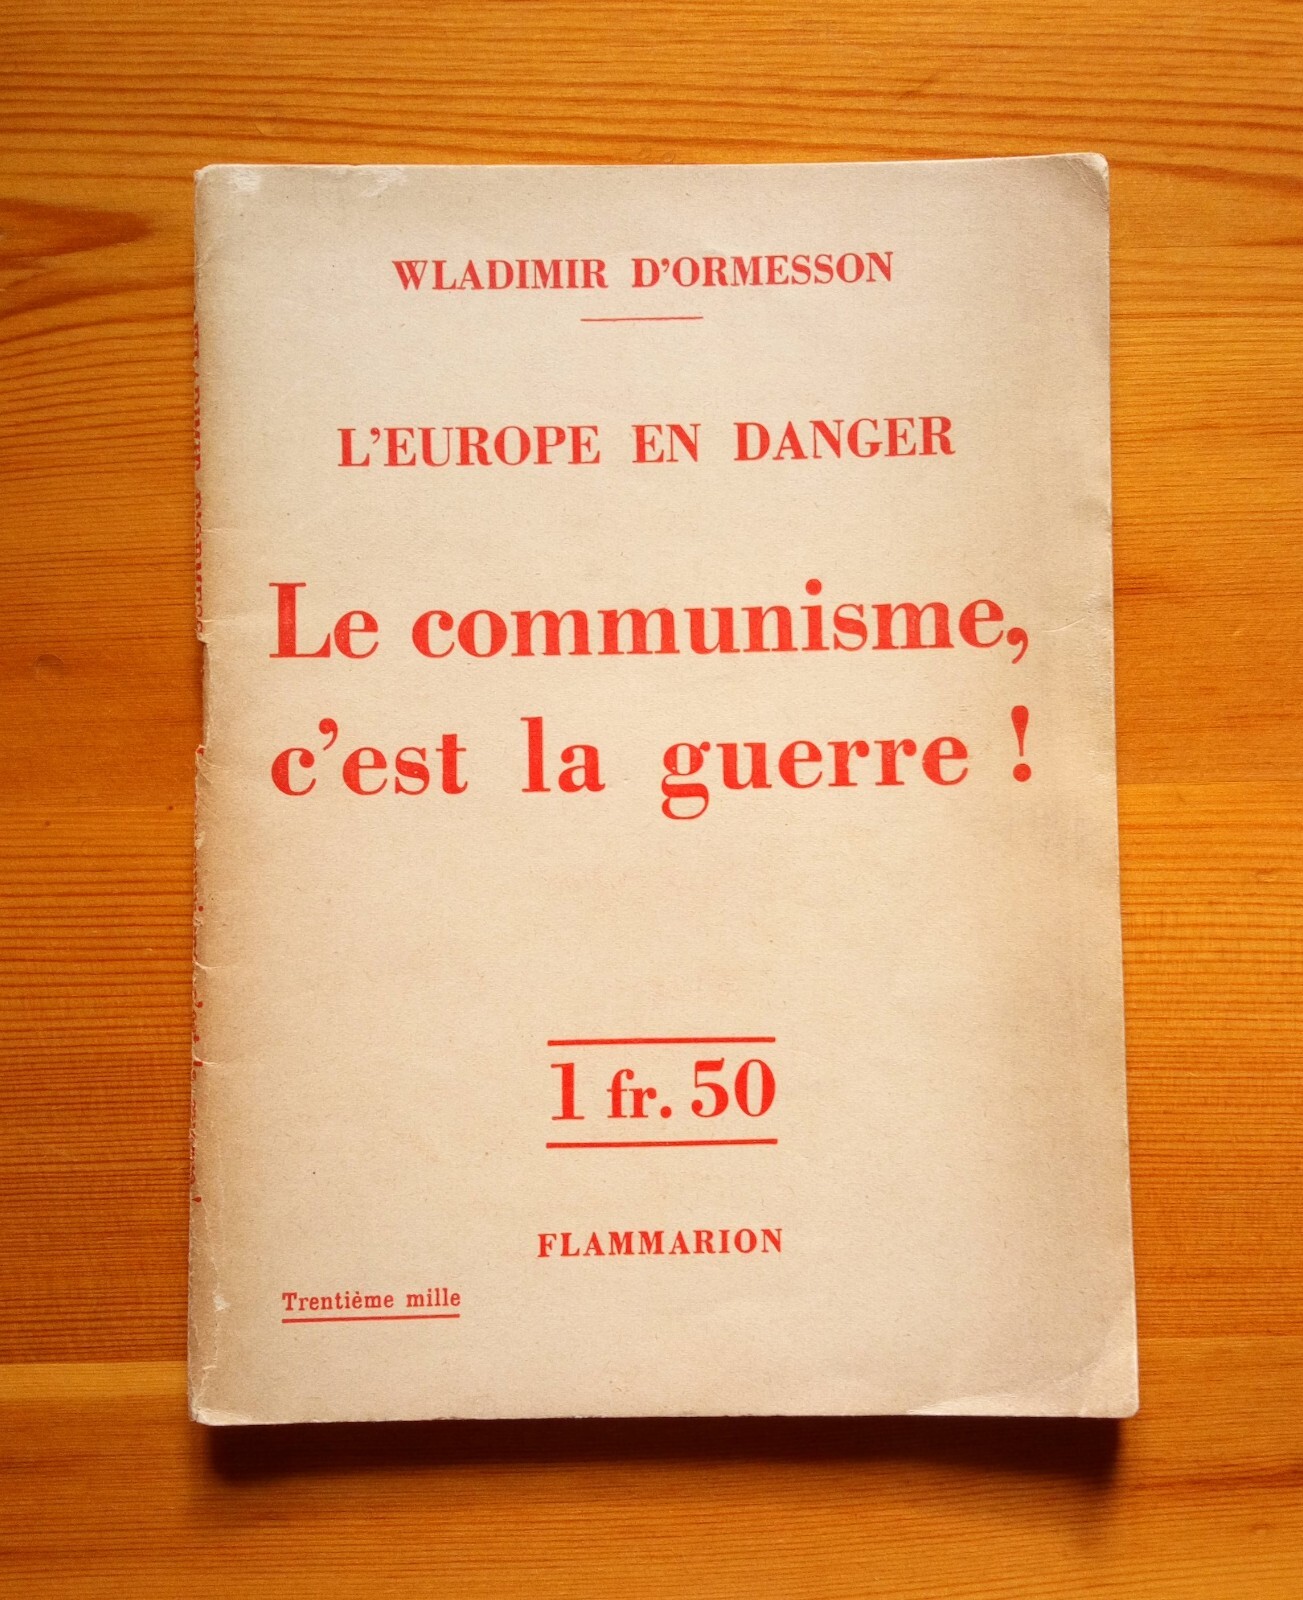 WLADIMIR D'ORMESSON
L'EUROPE EN DANGER
Le communisme,
c'est la guerre !
1 fr. 50
FLAMMARION
Trentième mille